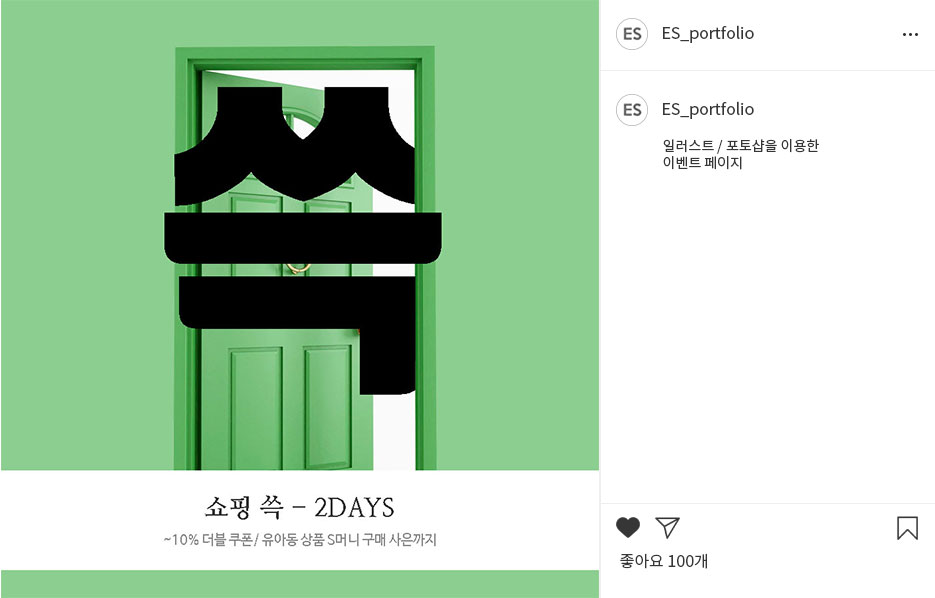 쓱
쇼핑 쓱 - 2DAYS
~10% 더블 쿠폰 / 유아동 상품 S머니 구매 사은까지
ES ES_portfolio
ES ES_portfolio
일러스트 / 포토샵을 이용한
이벤트 페이지
좋아요 100개